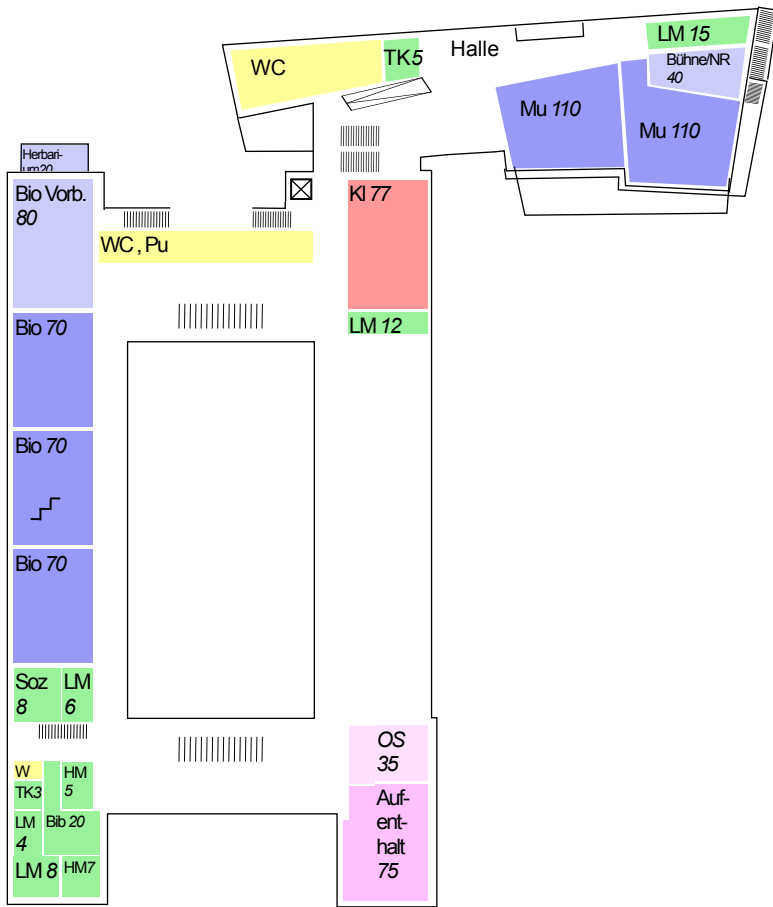 LM 15
Halle
TK5
WC
Bühne/NR
40
Mu 110
Mu 110
Herbari-
um20
Bio Vorb.
80
Kl 77
WC , Pu
LM 12
Bio 70
Bio 70
Bio 70
Soz
8
LM
6
OS
35
W
HM
5
TK3
Auf-
ent-
halt
75
LM
4
Bib 20
LM 8
HM7